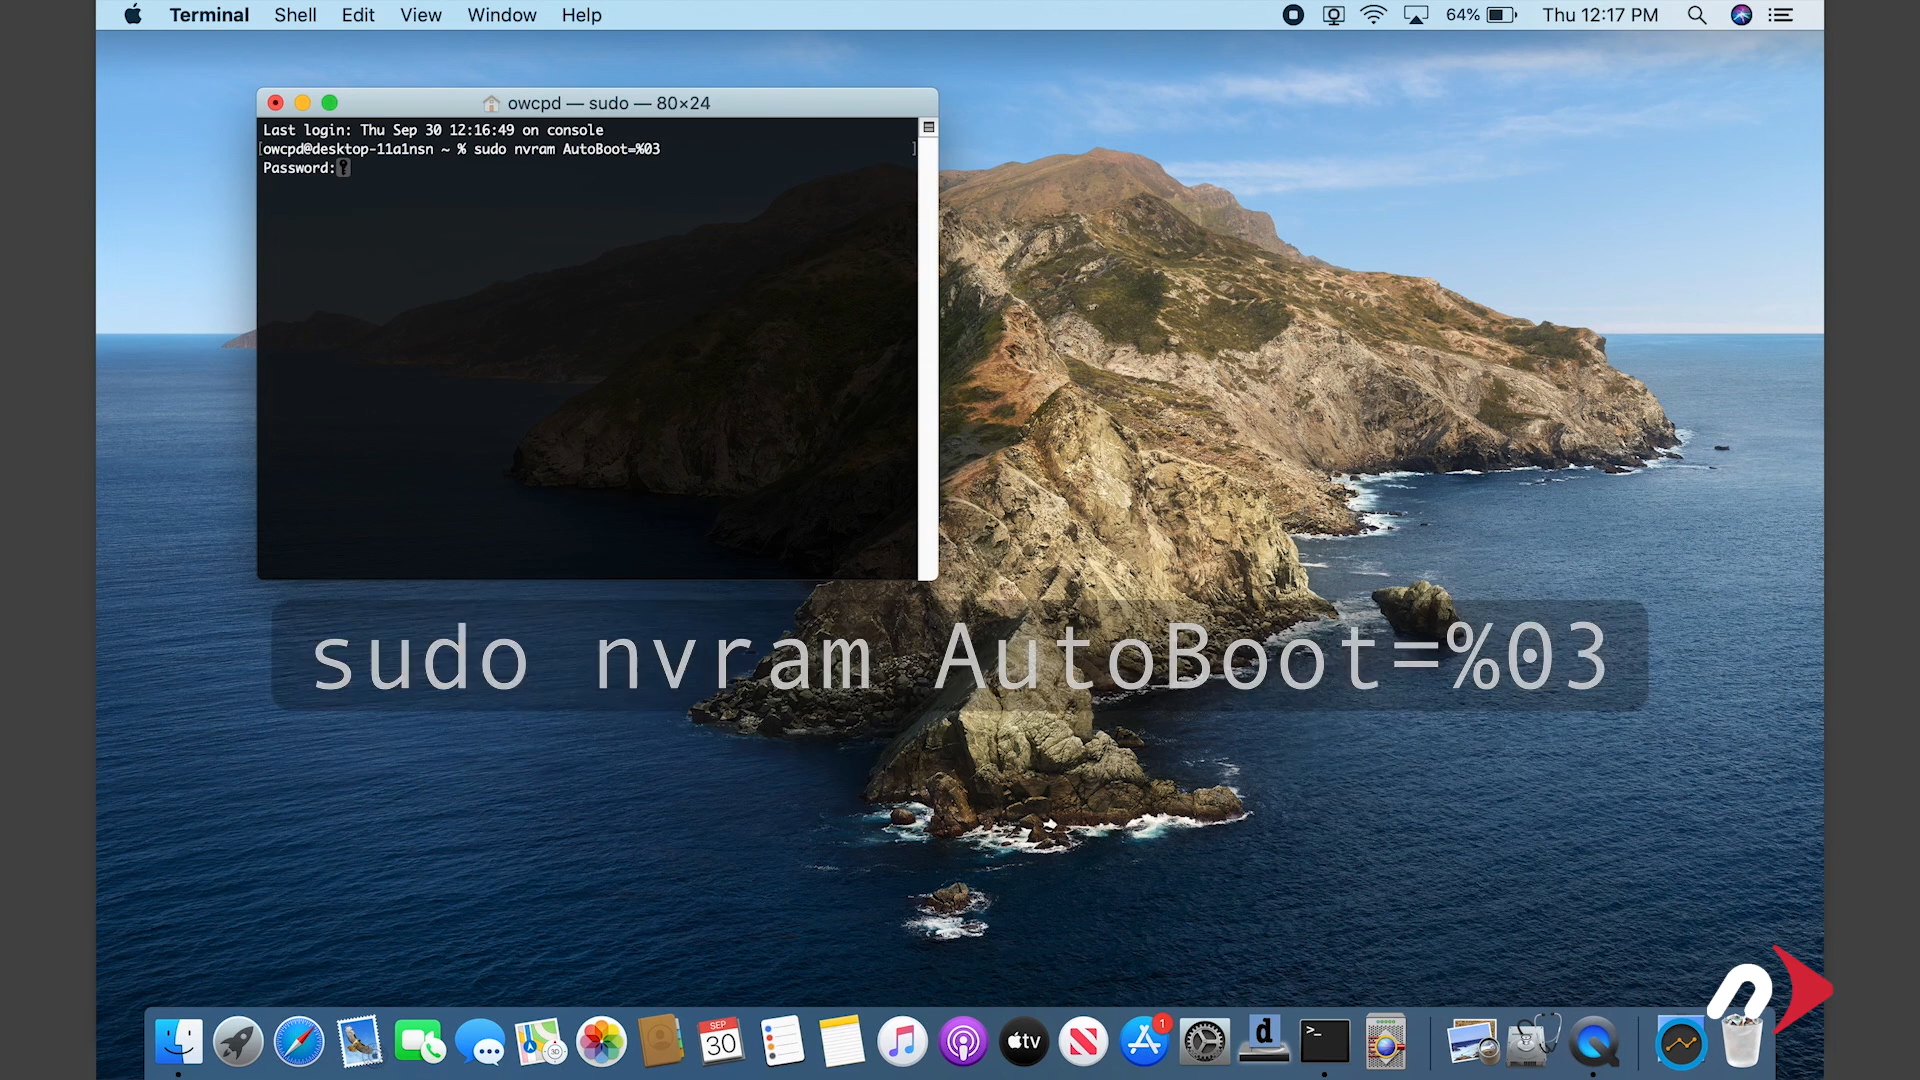 Terminal Shell Edit View Window Help 64% Thu 12:17 PM
owcpd — sudo — 80×24
Last login: Thu Sep 30 12:16:49 on console
[owcpd@desktop-11a1nsn ~ % sudo nvram AutoBoot=%03 ]
Password:
sudo nvram AutoBoot=%03
SEP
30
tv
1
d
>_